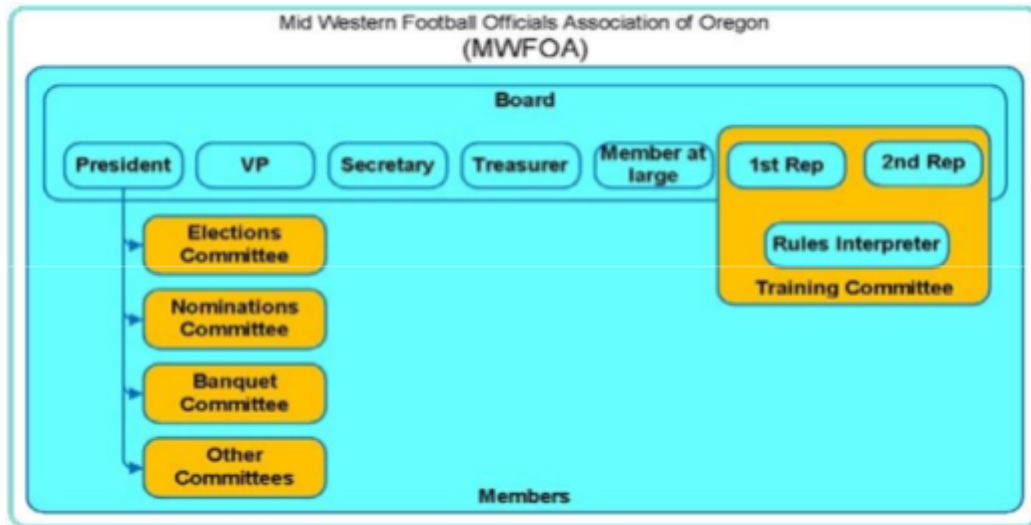 Mid Western Football Officials Association of Oregon
(MWFOA)
Board
President
VP
Secretary
Treasurer
Member at
large
1st Rep
2nd Rep
Rules Interpreter
Training Committee
Elections
Committee
Nominations
Committee
Banquet
Committee
Other
Committees
Members